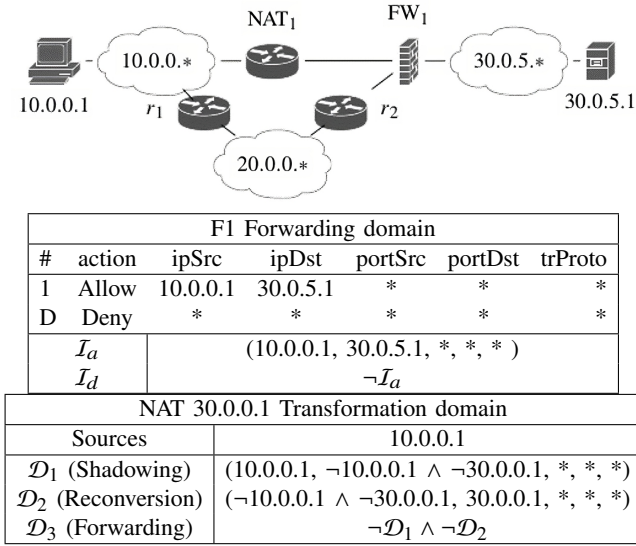 NAT₁ FW₁
10.0.0.* 30.0.5.*
10.0.0.1 r₁ r₂ 30.0.5.1
20.0.0.*
F1 Forwarding domain
# action ipSrc ipDst portSrc portDst trProto
1 Allow 10.0.0.1 30.0.5.1 * * *
D Deny * * * * *
ℐₐ (10.0.0.1, 30.0.5.1, *, *, * )
ℐ_d ¬ℐₐ
NAT 30.0.0.1 Transformation domain
Sources 10.0.0.1
𝒟₁ (Shadowing) (10.0.0.1, ¬10.0.0.1 ∧ ¬30.0.0.1, *, *, *)
𝒟₂ (Reconversion) (¬10.0.0.1 ∧ ¬30.0.0.1, 30.0.0.1, *, *, *)
𝒟₃ (Forwarding) ¬𝒟₁ ∧ ¬𝒟₂